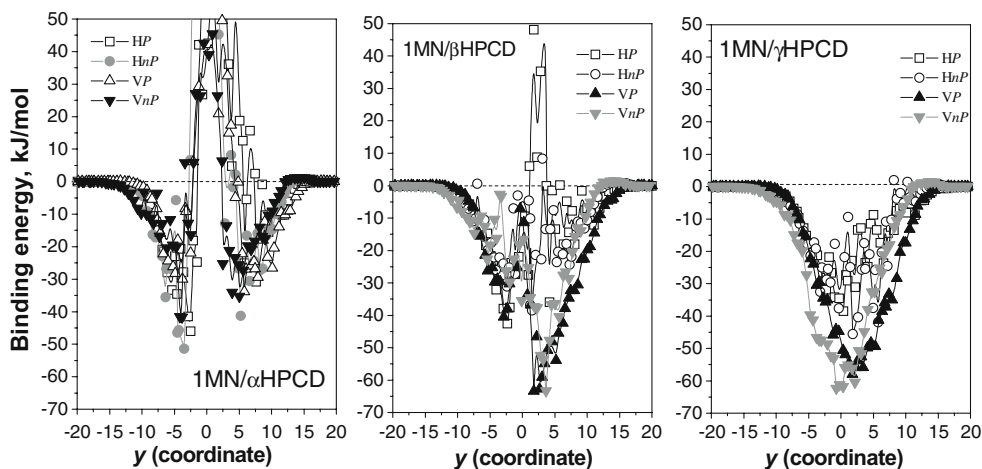 Binding energy, kJ/mol
50
40
30
20
10
0
-10
-20
-30
-40
-50
-60
-70
HP
HnP
VP
VnP
1MN/αHPCD
-20 -15 -10 -5 0 5 10 15 20
y (coordinate)
50
40
30
20
10
0
-10
-20
-30
-40
-50
-60
-70
1MN/βHPCD
HP
HnP
VP
VnP
-20 -15 -10 -5 0 5 10 15 20
y (coordinate)
50
40
30
20
10
0
-10
-20
-30
-40
-50
-60
-70
1MN/γHPCD
HP
HnP
VP
VnP
-20 -15 -10 -5 0 5 10 15 20
y (coordinate)